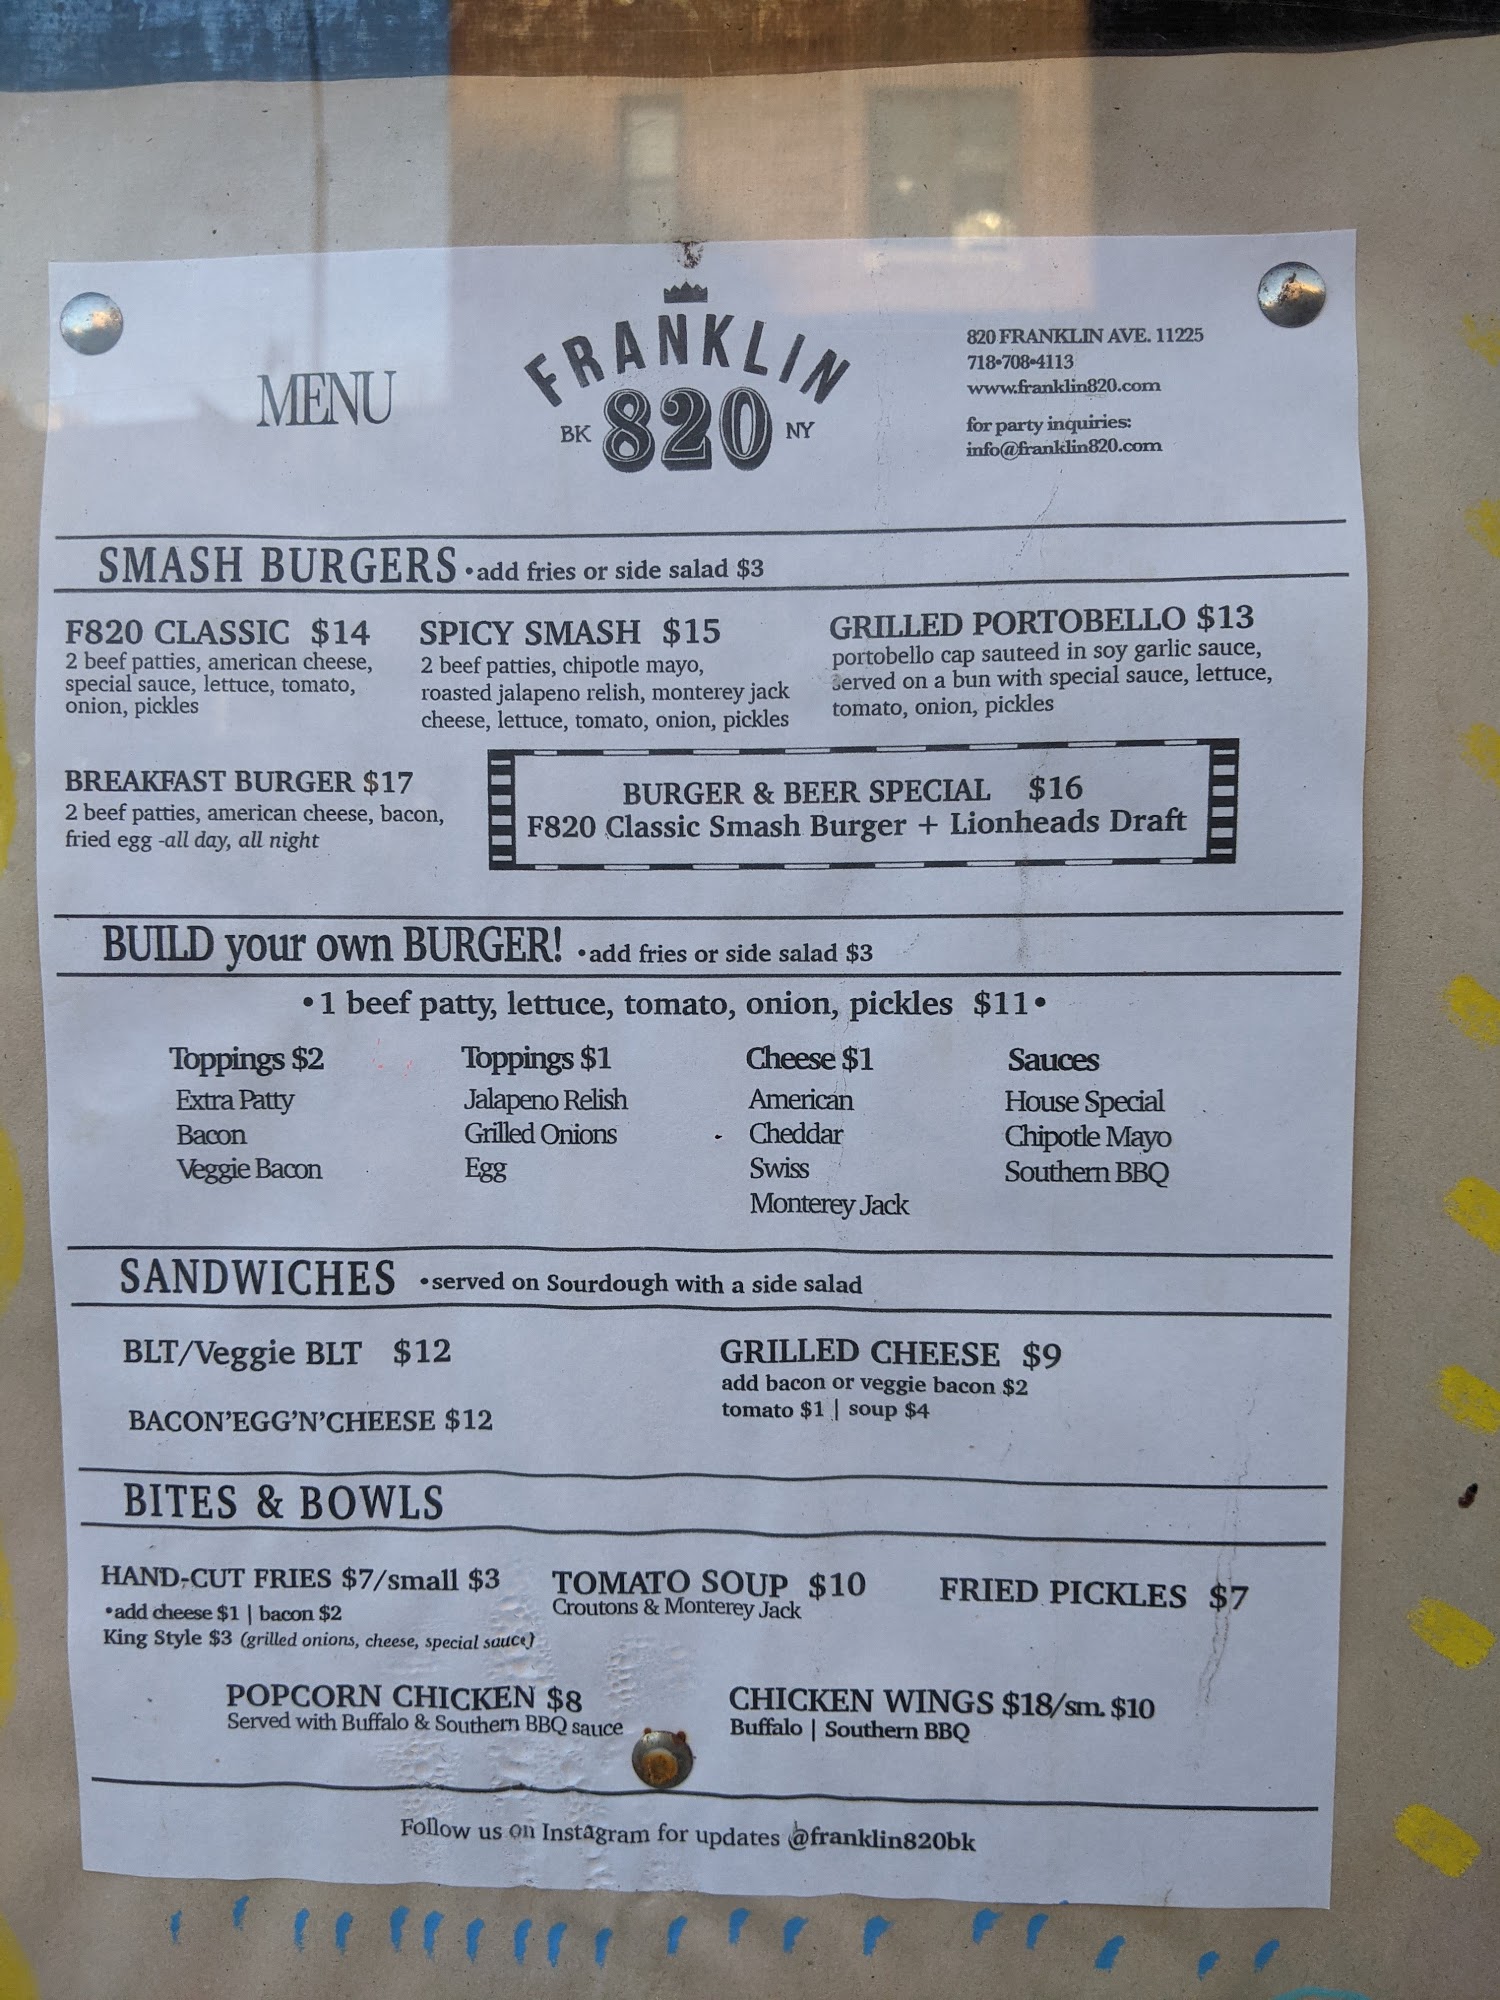 MENU
FRANKLIN
BK 820 NY
820 FRANKLIN AVE. 11225
718•708•4113
www.franklin820.com
for party inquiries:
info@franklin820.com
SMASH BURGERS •add fries or side salad $3
F820 CLASSIC $14
2 beef patties, american cheese,
special sauce, lettuce, tomato,
onion, pickles
SPICY SMASH $15
2 beef patties, chipotle mayo,
roasted jalapeno relish, monterey jack
cheese, lettuce, tomato, onion, pickles
GRILLED PORTOBELLO $13
portobello cap sauteed in soy garlic sauce,
served on a bun with special sauce, lettuce,
tomato, onion, pickles
BREAKFAST BURGER $17
2 beef patties, american cheese, bacon,
fried egg -all day, all night
BURGER & BEER SPECIAL $16
F820 Classic Smash Burger + Lionheads Draft
BUILD your own BURGER! •add fries or side salad $3
•1 beef patty, lettuce, tomato, onion, pickles $11•
Toppings $2
Extra Patty
Bacon
Veggie Bacon
Toppings $1
Jalapeno Relish
Grilled Onions
Egg
Cheese $1
American
Cheddar
Swiss
Monterey Jack
Sauces
House Special
Chipotle Mayo
Southern BBQ
SANDWICHES •served on Sourdough with a side salad
BLT/Veggie BLT $12
BACON'EGG'N'CHEESE $12
GRILLED CHEESE $9
add bacon or veggie bacon $2
tomato $1 | soup $4
BITES & BOWLS
HAND-CUT FRIES $7/small $3
•add cheese $1 | bacon $2
King Style $3 (grilled onions, cheese, special sauce)
TOMATO SOUP $10
Croutons & Monterey Jack
FRIED PICKLES $7
POPCORN CHICKEN $8
Served with Buffalo & Southern BBQ sauce
CHICKEN WINGS $18/sm. $10
Buffalo | Southern BBQ
Follow us on Instagram for updates @franklin820bk